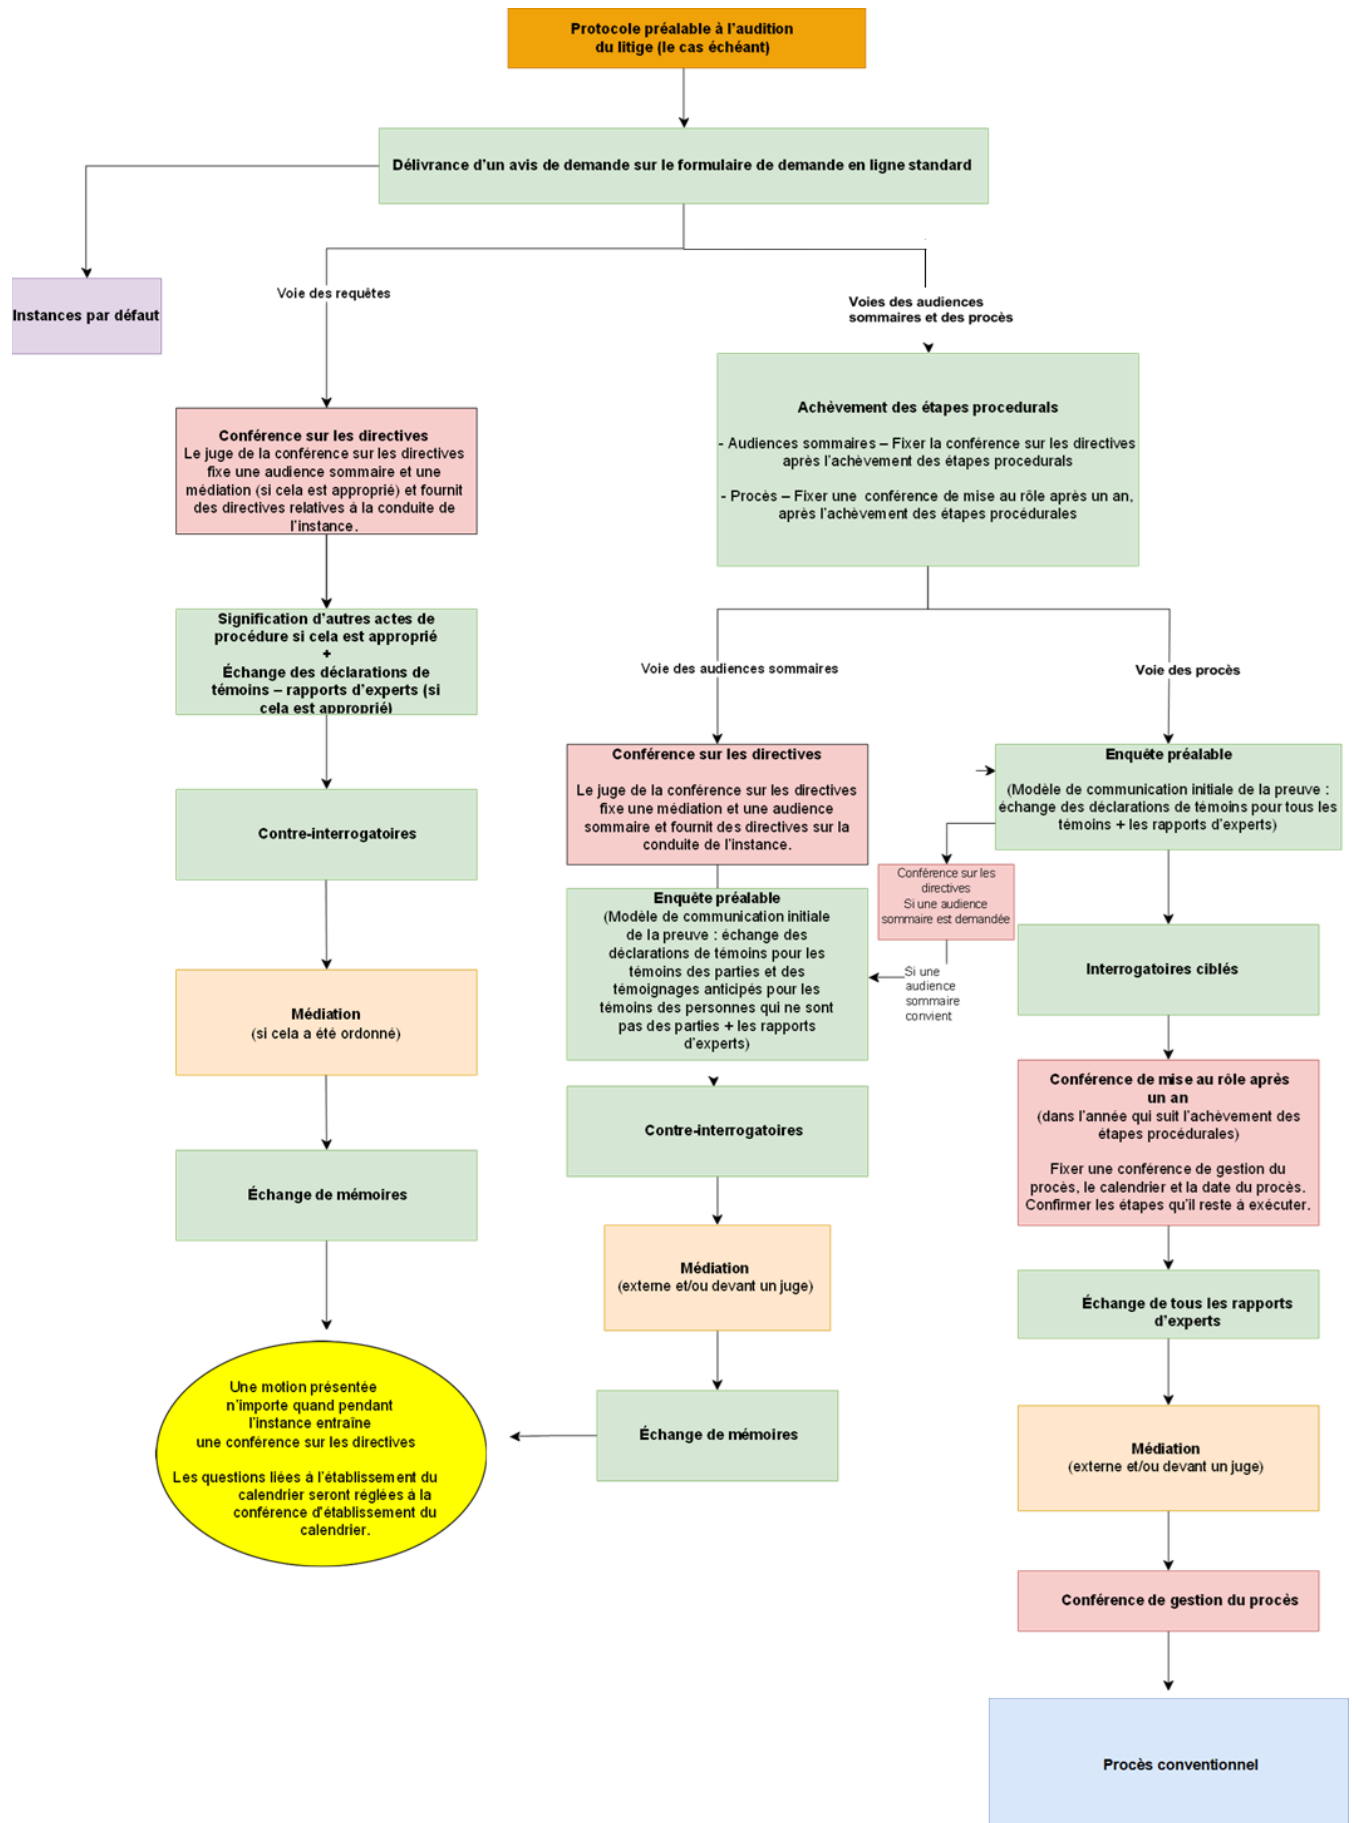 Protocole préalable à l'audition
du litige (le cas échéant)
Délivrance d'un avis de demande sur le formulaire de demande en ligne standard
Instances par défaut
Voie des requêtes
Voies des audiences
sommaires et des procès
Conférence sur les directives
Le juge de la conférence sur les directives
fixe une audience sommaire et une
médiation (si cela est approprié) et fournit
des directives relatives à la conduite de
l'instance.
Achèvement des étapes procedurals
- Audiences sommaires – Fixer la conférence sur les directives
après l'achèvement des étapes procedurals
- Procès – Fixer une conférence de mise au rôle après un an,
après l'achèvement des étapes procédurales
Signification d'autres actes de
procédure si cela est approprié
+
Échange des déclarations de
témoins – rapports d'experts (si
cela est approprié)
Contre-interrogatoires
Médiation
(si cela a été ordonné)
Échange de mémoires
Une motion présentée
n'importe quand pendant
l'instance entraîne
une conférence sur les directives
Les questions liées à l'établissement du
calendrier seront réglées à la
conférence d'établissement du
calendrier.
Voie des audiences sommaires
Conférence sur les directives
Le juge de la conférence sur les directives
fixe une médiation et une audience
sommaire et fournit des directives sur la
conduite de l'instance.
Enquête préalable
(Modèle de communication initiale
de la preuve : échange des
déclarations de témoins pour les
témoins des parties et des
témoignages anticipés pour les
témoins des personnes qui ne sont
pas des parties + les rapports
d'experts)
Contre-interrogatoires
Médiation
(externe et/ou devant un juge)
Échange de mémoires
Voie des procès
Enquête préalable
(Modèle de communication initiale de la preuve :
échange des déclarations de témoins pour tous les
témoins + les rapports d'experts)
Conférence sur les
directives
Si une audience
sommaire est demandée
Si une
audience
sommaire
convient
Interrogatoires ciblés
Conférence de mise au rôle après
un an
(dans l'année qui suit l'achèvement des
étapes procédurales)
Fixer une conférence de gestion du
procès, le calendrier et la date du procès.
Confirmer les étapes qu'il reste à exécuter.
Échange de tous les rapports
d'experts
Médiation
(externe et/ou devant un juge)
Conférence de gestion du procès
Procès conventionnel